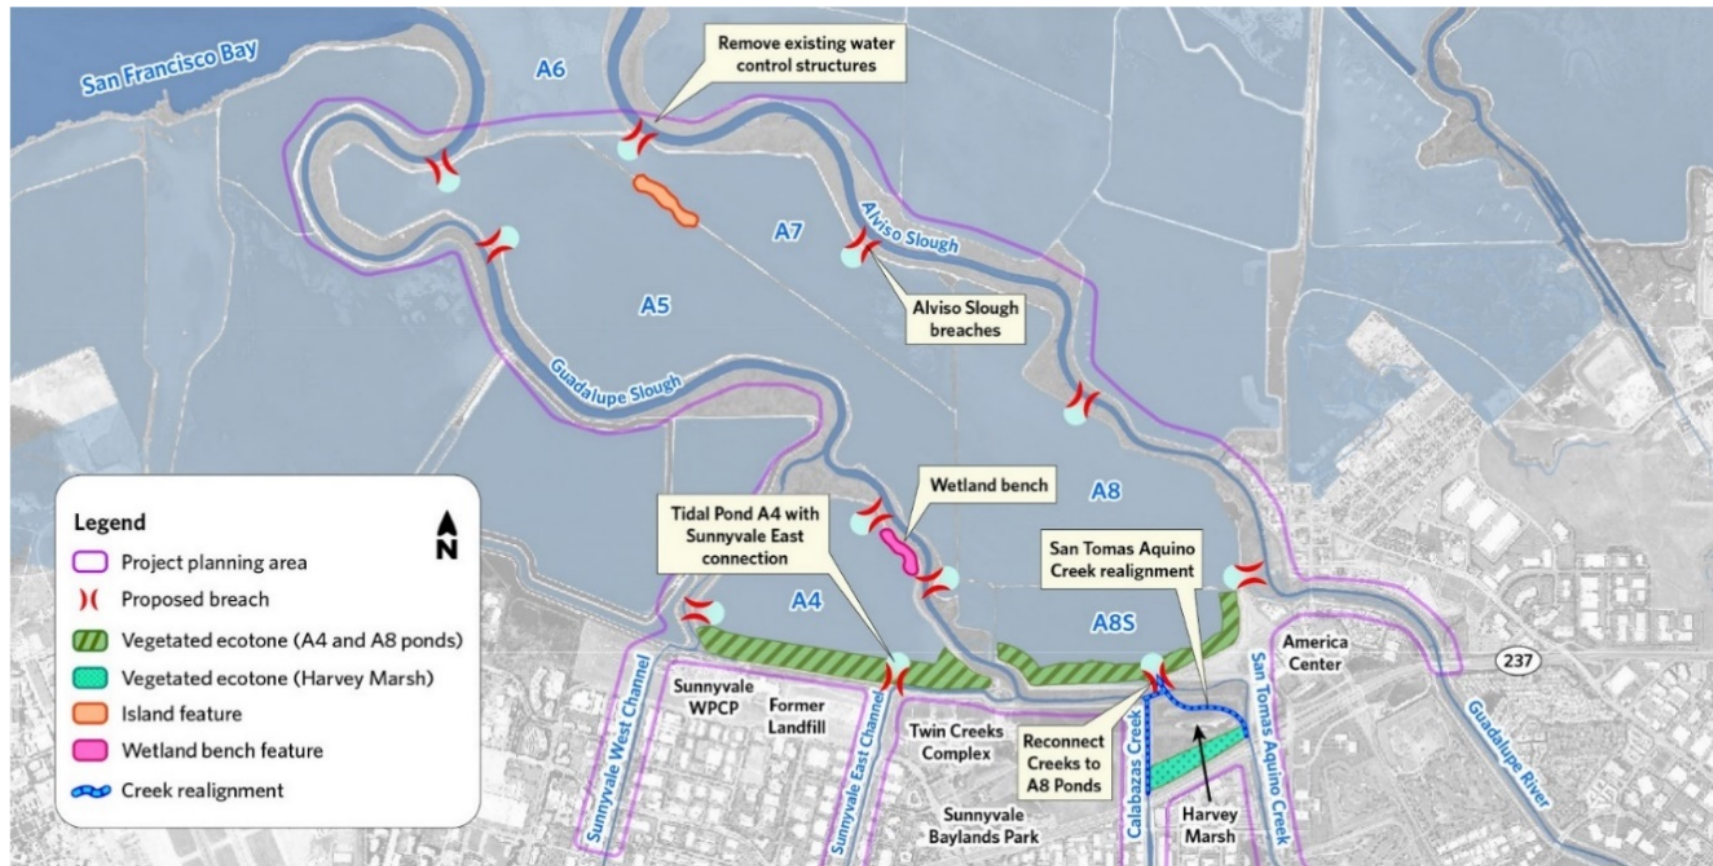 San Francisco Bay
A6
Remove existing water
control structures
A7
Alviso Slough
A5
Alviso Slough
breaches
Guadalupe Slough
Wetland bench
A8
Tidal Pond A4 with
Sunnyvale East
connection
San Tomas Aquino
Creek realignment
A4
A8S
America
Center
237
Sunnyvale
WPCP
Former
Landfill
Twin Creeks
Complex
Reconnect
Creeks to
A8 Ponds
Sunnyvale West Channel
Sunnyvale East Channel
Calabazas Creek
San Tomas Aquino Creek
Guadalupe River
Sunnyvale
Baylands Park
Harvey
Marsh
Legend
N
Project planning area
Proposed breach
Vegetated ecotone (A4 and A8 ponds)
Vegetated ecotone (Harvey Marsh)
Island feature
Wetland bench feature
Creek realignment